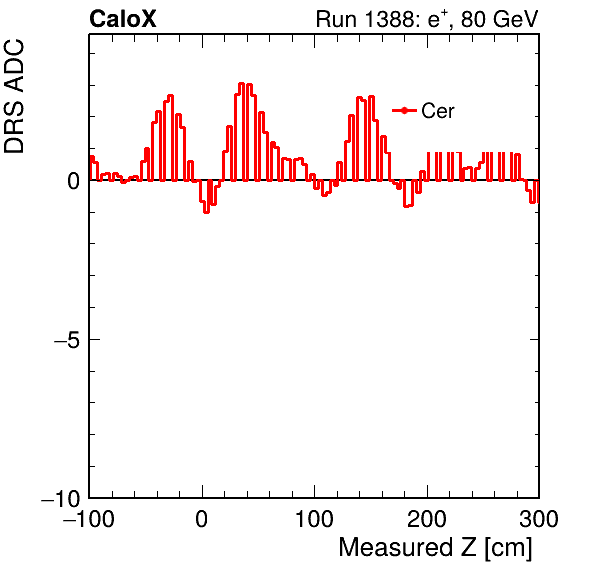 CaloX
Run 1388: e+, 80 GeV
DRS ADC
Cer
0
−5
−10
−100 0 100 200 300
Measured Z [cm]